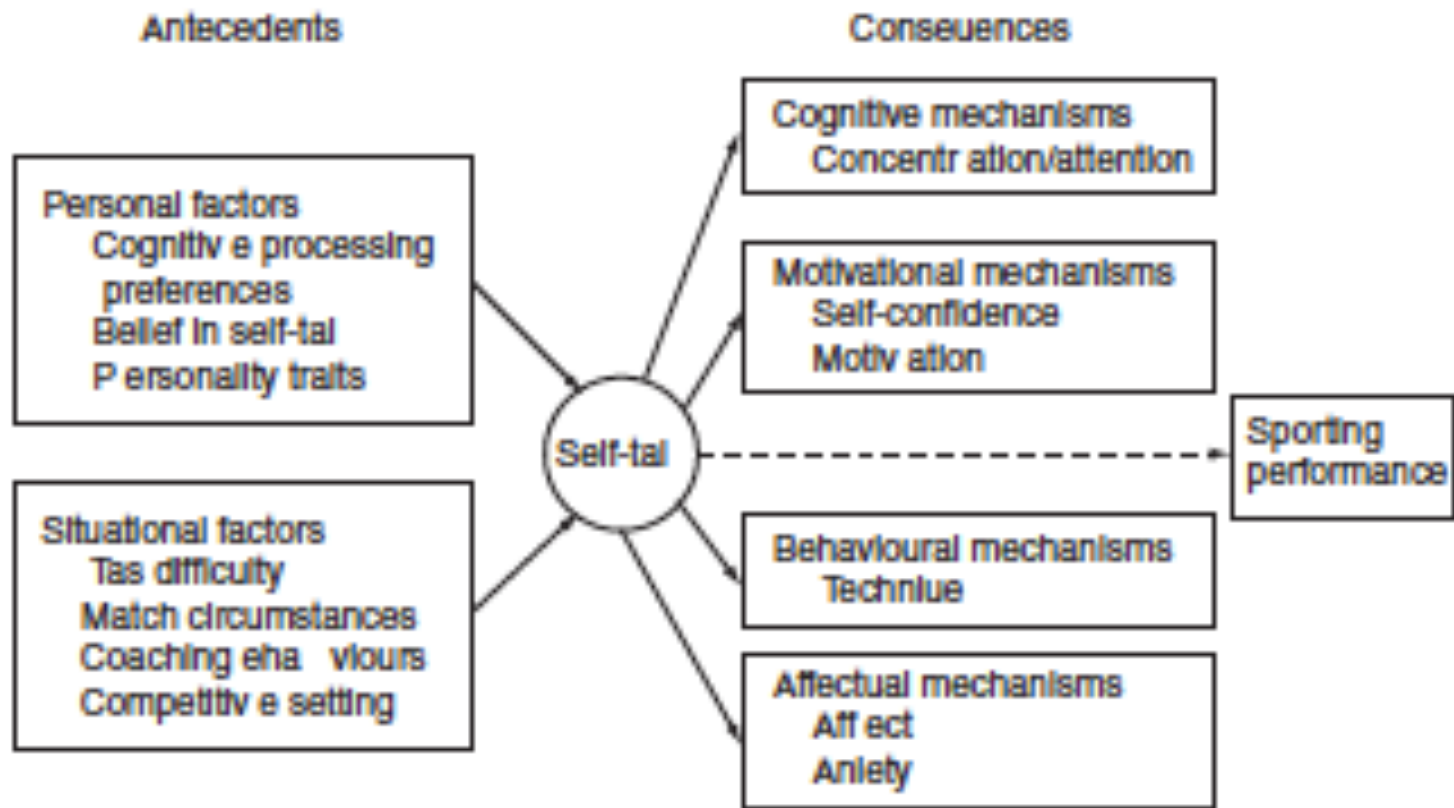 Antecedents
Conseuences
Personal factors
Cognitiv e processing
preferences
Belief in self-tal
P ersonality traits
Situational factors
Tas difficulty
Match circumstances
Coaching eha viours
Competitiv e setting
Self-tal
Cognitive mechanisms
Concentr ation/attention
Motivational mechanisms
Self-confidence
Motiv ation
Behavioural mechanisms
Techniue
Affectual mechanisms
Aff ect
Aniety
Sporting
performance